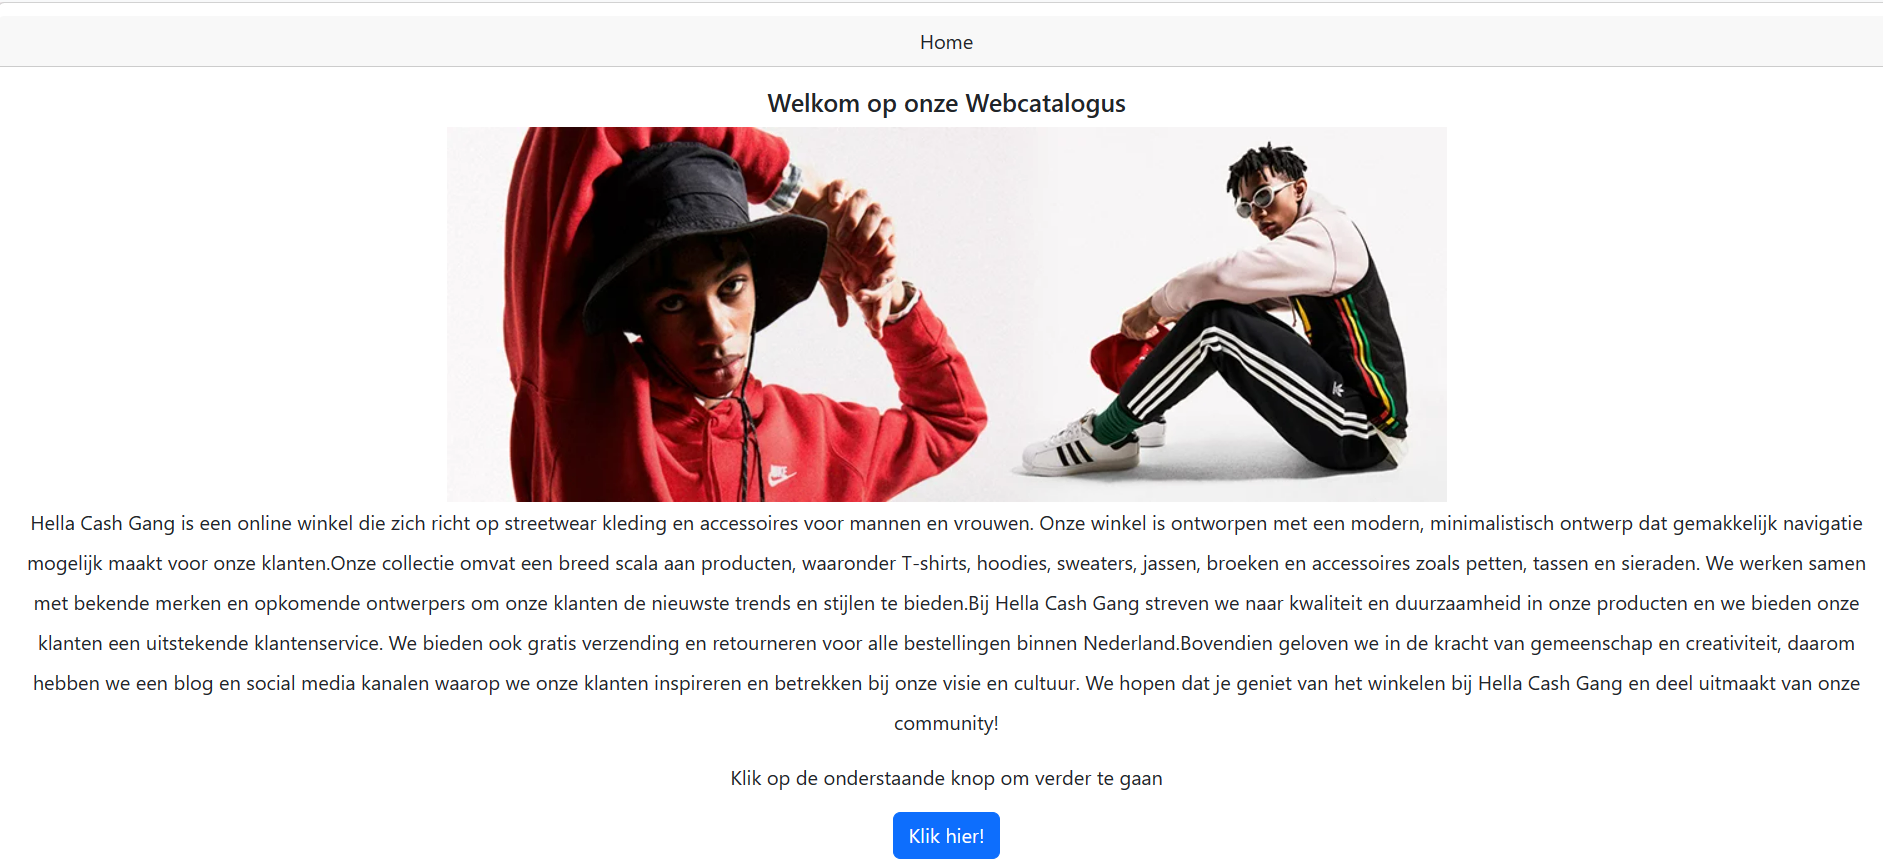 Home
Welkom op onze Webcatalogus
NIKE
Hella Cash Gang is een online winkel die zich richt op streetwear kleding en accessoires voor mannen en vrouwen. Onze winkel is ontworpen met een modern, minimalistisch ontwerp dat gemakkelijk navigatie
mogelijk maakt voor onze klanten.Onze collectie omvat een breed scala aan producten, waaronder T-shirts, hoodies, sweaters, jassen, broeken en accessoires zoals petten, tassen en sieraden. We werken samen
met bekende merken en opkomende ontwerpers om onze klanten de nieuwste trends en stijlen te bieden.Bij Hella Cash Gang streven we naar kwaliteit en duurzaamheid in onze producten en we bieden onze
klanten een uitstekende klantenservice. We bieden ook gratis verzending en retourneren voor alle bestellingen binnen Nederland.Bovendien geloven we in de kracht van gemeenschap en creativiteit, daarom
hebben we een blog en social media kanalen waarop we onze klanten inspireren en betrekken bij onze visie en cultuur. We hopen dat je geniet van het winkelen bij Hella Cash Gang en deel uitmaakt van onze
community!
Klik op de onderstaande knop om verder te gaan
Klik hier!